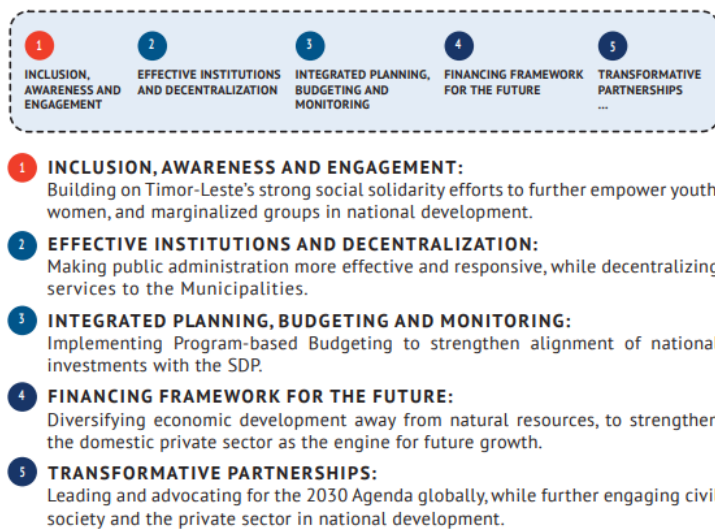 1
INCLUSION,
AWARENESS AND
ENGAGEMENT
2
EFFECTIVE INSTITUTIONS
AND DECENTRALIZATION
3
INTEGRATED PLANNING,
BUDGETING AND
MONITORING
4
FINANCING FRAMEWORK
FOR THE FUTURE
5
TRANSFORMATIVE
PARTNERSHIPS
...
1 INCLUSION, AWARENESS AND ENGAGEMENT:
Building on Timor-Leste's strong social solidarity efforts to further empower youth
women, and marginalized groups in national development.
2 EFFECTIVE INSTITUTIONS AND DECENTRALIZATION:
Making public administration more effective and responsive, while decentralizing
services to the Municipalities.
3 INTEGRATED PLANNING, BUDGETING AND MONITORING:
Implementing Program-based Budgeting to strengthen alignment of national
investments with the SDP.
4 FINANCING FRAMEWORK FOR THE FUTURE:
Diversifying economic development away from natural resources, to strengthen
the domestic private sector as the engine for future growth.
5 TRANSFORMATIVE PARTNERSHIPS:
Leading and advocating for the 2030 Agenda globally, while further engaging civil
society and the private sector in national development.